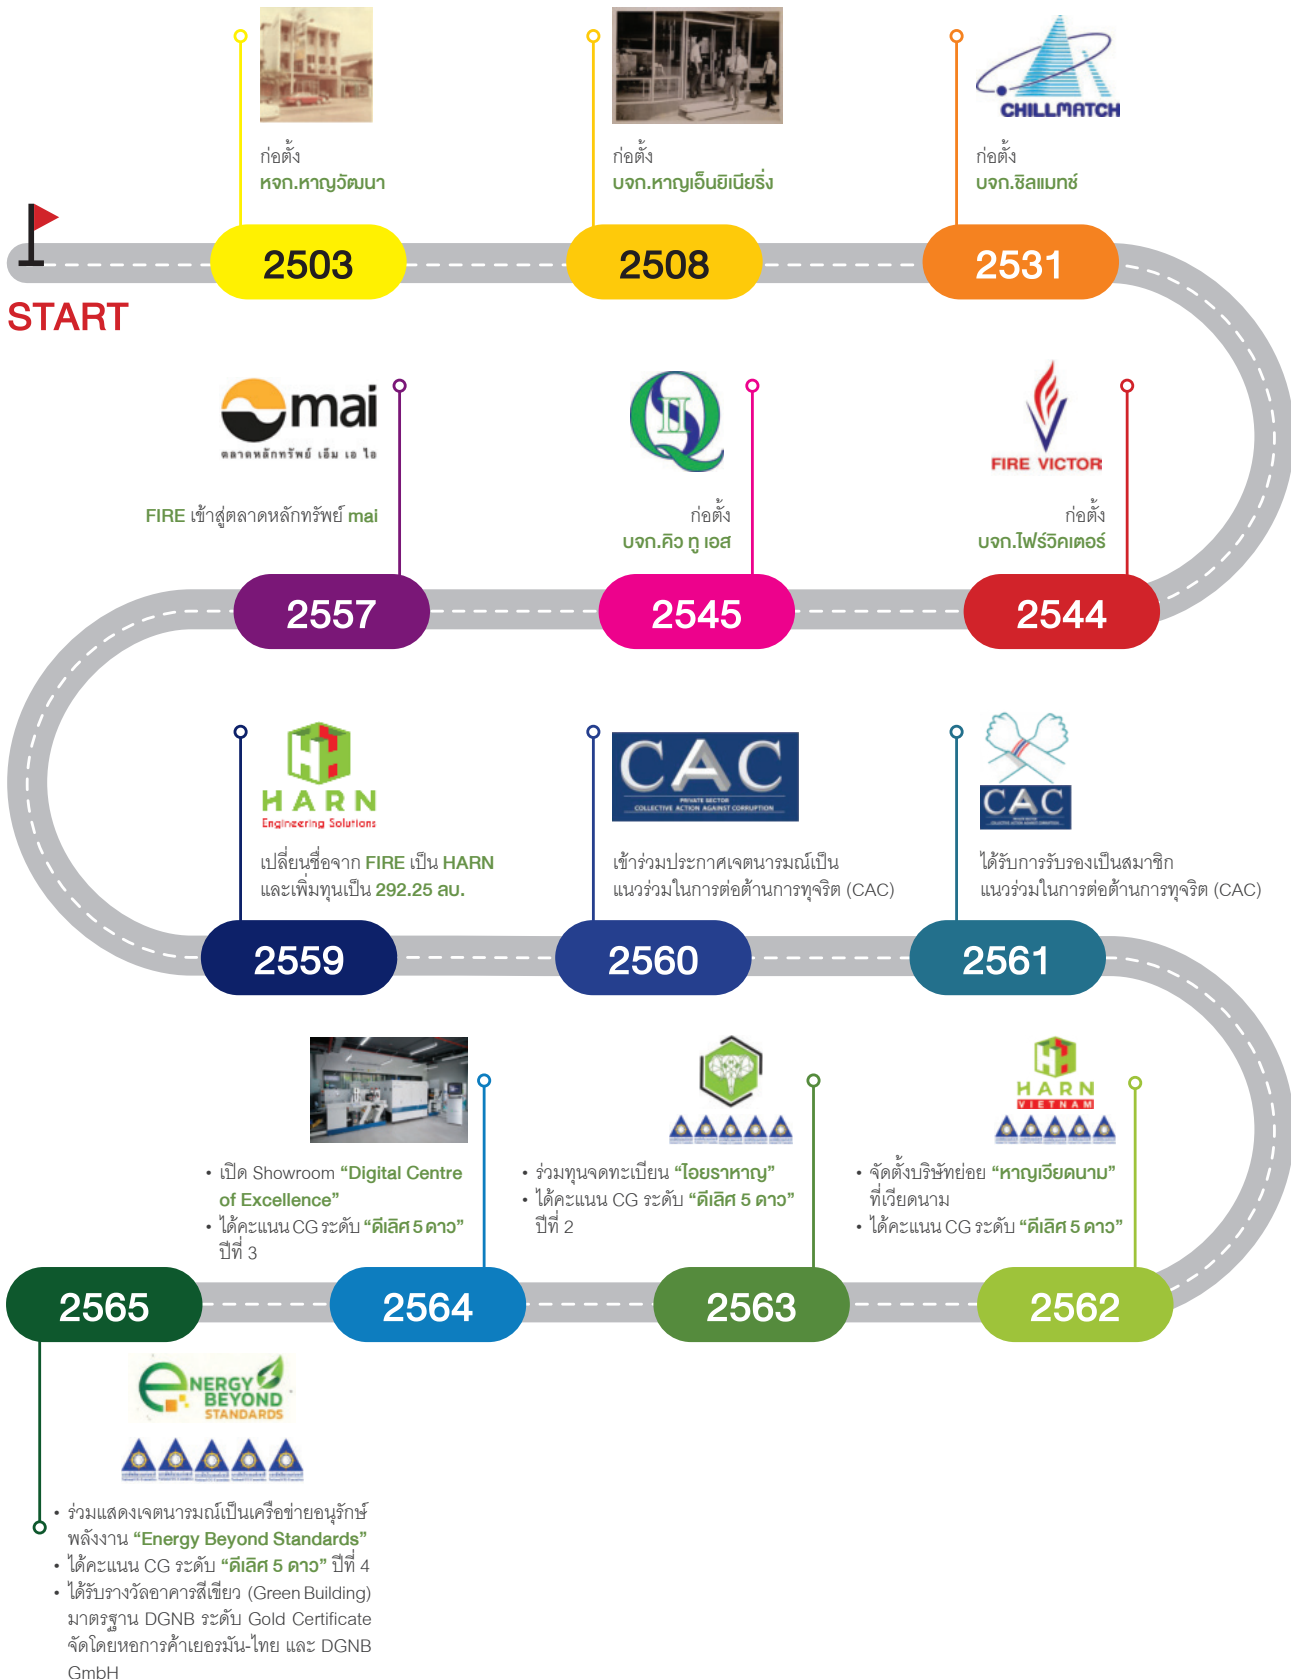 CHILLMATCH
ก่อตั้ง
หจก.หาญวัฒนา
ก่อตั้ง
บจก.หาญเอ็นยิเนียริ่ง
ก่อตั้ง
บจก.ชิลแมทช์
2503
2508
2531
START
mai
ตลาดหลักทรัพย์ เอ็ม เอ ไอ
FIRE เข้าสู่ตลาดหลักทรัพย์ mai
QIIS
ก่อตั้ง
บจก.คิว ทู เอส
FIRE VICTOR
ก่อตั้ง
บจก.ไฟร์วิคเตอร์
2557
2545
2544
HARN
Engineering Solutions
เปลี่ยนชื่อจาก FIRE เป็น HARN
และเพิ่มทุนเป็น 292.25 ลบ.
CAC
PRIVATE SECTOR
COLLECTIVE ACTION AGAINST CORRUPTION
เข้าร่วมประกาศเจตนารมณ์เป็น
แนวร่วมในการต่อต้านการทุจริต (CAC)
CAC
PRIVATE SECTOR
COLLECTIVE ACTION AGAINST CORRUPTION
ได้รับการรับรองเป็นสมาชิก
แนวร่วมในการต่อต้านการทุจริต (CAC)
2559
2560
2561
• เปิด Showroom “Digital Centre
of Excellence”
• ได้คะแนน CG ระดับ “ดีเลิศ 5 ดาว”
ปีที่ 3
• ร่วมทุนจดทะเบียน “ไอยราหาญ”
• ได้คะแนน CG ระดับ “ดีเลิศ 5 ดาว”
ปีที่ 2
HARN
VIETNAM
• จัดตั้งบริษัทย่อย “หาญเวียดนาม”
ที่เวียดนาม
• ได้คะแนน CG ระดับ “ดีเลิศ 5 ดาว”
2565
2564
2563
2562
ENERGY
BEYOND
STANDARDS
• ร่วมแสดงเจตนารมณ์เป็นเครือข่ายอนุรักษ์
พลังงาน “Energy Beyond Standards”
• ได้คะแนน CG ระดับ “ดีเลิศ 5 ดาว” ปีที่ 4
• ได้รับรางวัลอาคารสีเขียว (Green Building)
มาตรฐาน DGNB ระดับ Gold Certificate
จัดโดยหอการค้าเยอรมัน-ไทย และ DGNB
GmbH